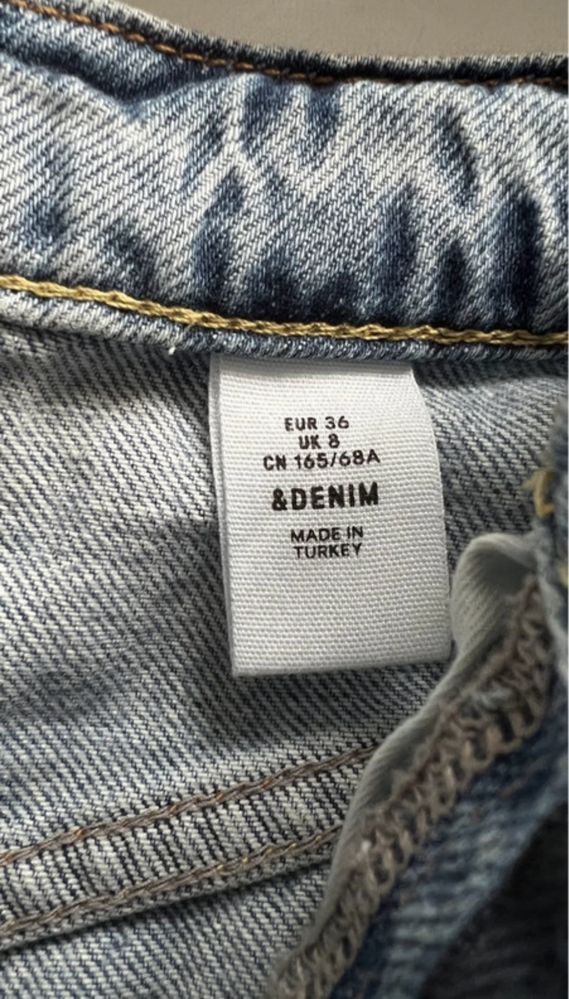 EUR 36
UK 8
CN 165/68A
&DENIM
MADE IN
TURKEY